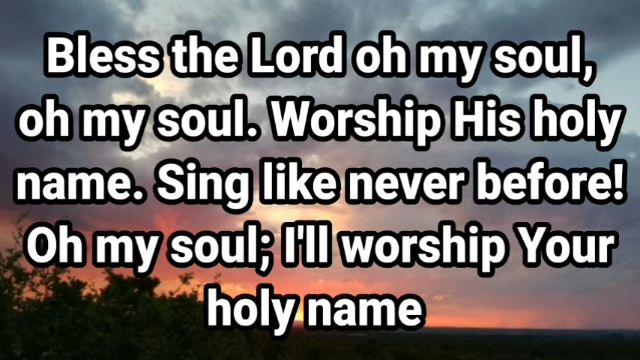 Bless the Lord oh my soul,
oh my soul. Worship His holy
name. Sing like never before!
Oh my soul; I'll worship Your
holy name